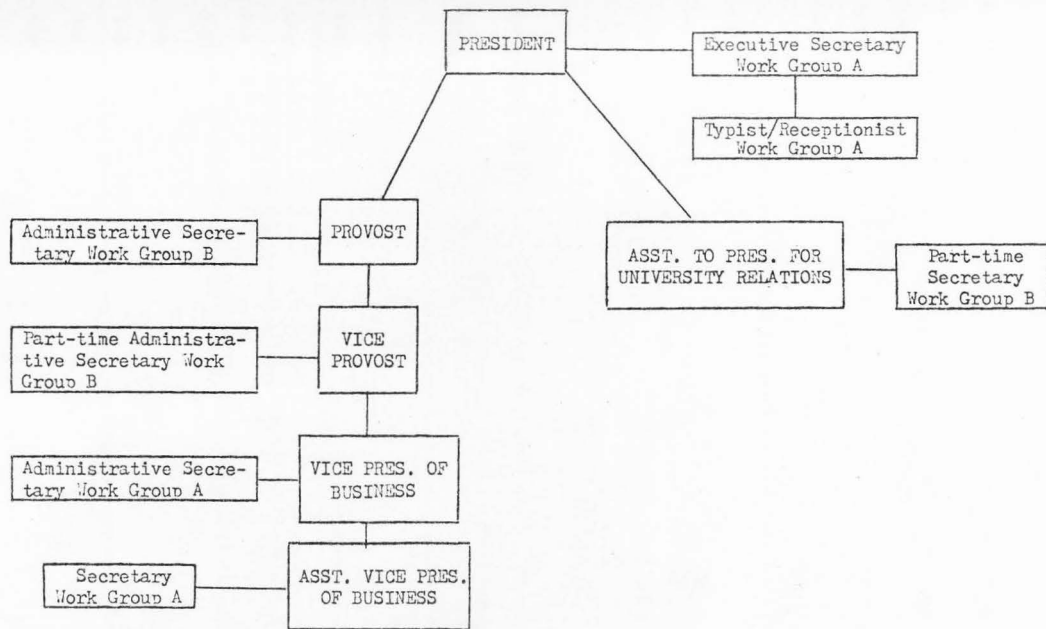 PRESIDENT
Executive Secretary
Work Group A
Typist/Receptionist
Work Group A
Administrative Secre-
tary Work Group B
PROVOST
ASST. TO PRES. FOR
UNIVERSITY RELATIONS
Part-time
Secretary
Work Group B
Part-time Administra-
tive Secretary Work
Group B
VICE
PROVOST
Administrative Secre-
tary Work Group A
VICE PRES. OF
BUSINESS
Secretary
Work Group A
ASST. VICE PRES.
OF BUSINESS